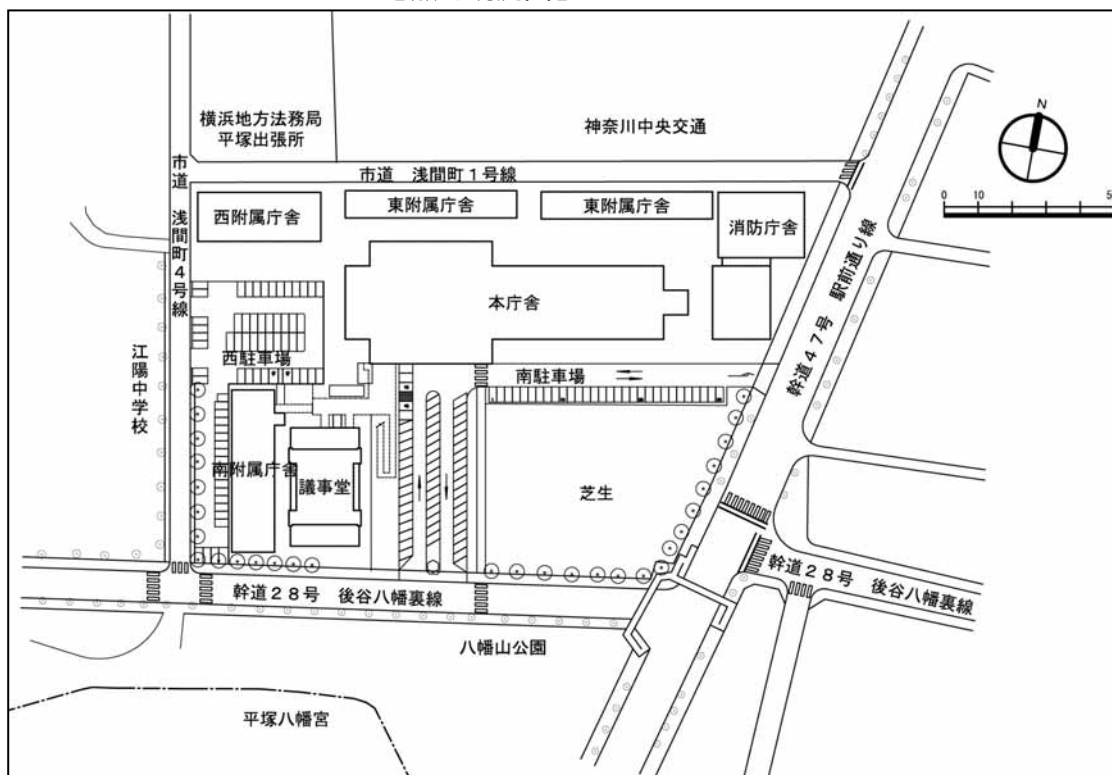 横浜地方法務局
平塚出張所
神奈川中央交通
N
市道 浅間町1号線
市道 浅間町4号線
0 10 5
西附属庁舎
東附属庁舎
東附属庁舎
消防庁舎
本庁舎
幹道47号 駅前通り線
西駐車場
南駐車場
江陽中学校
南附属庁舎
議事堂
芝生
幹道28号 後谷八幡裏線
幹道28号 後谷八幡裏線
八幡山公園
平塚八幡宮